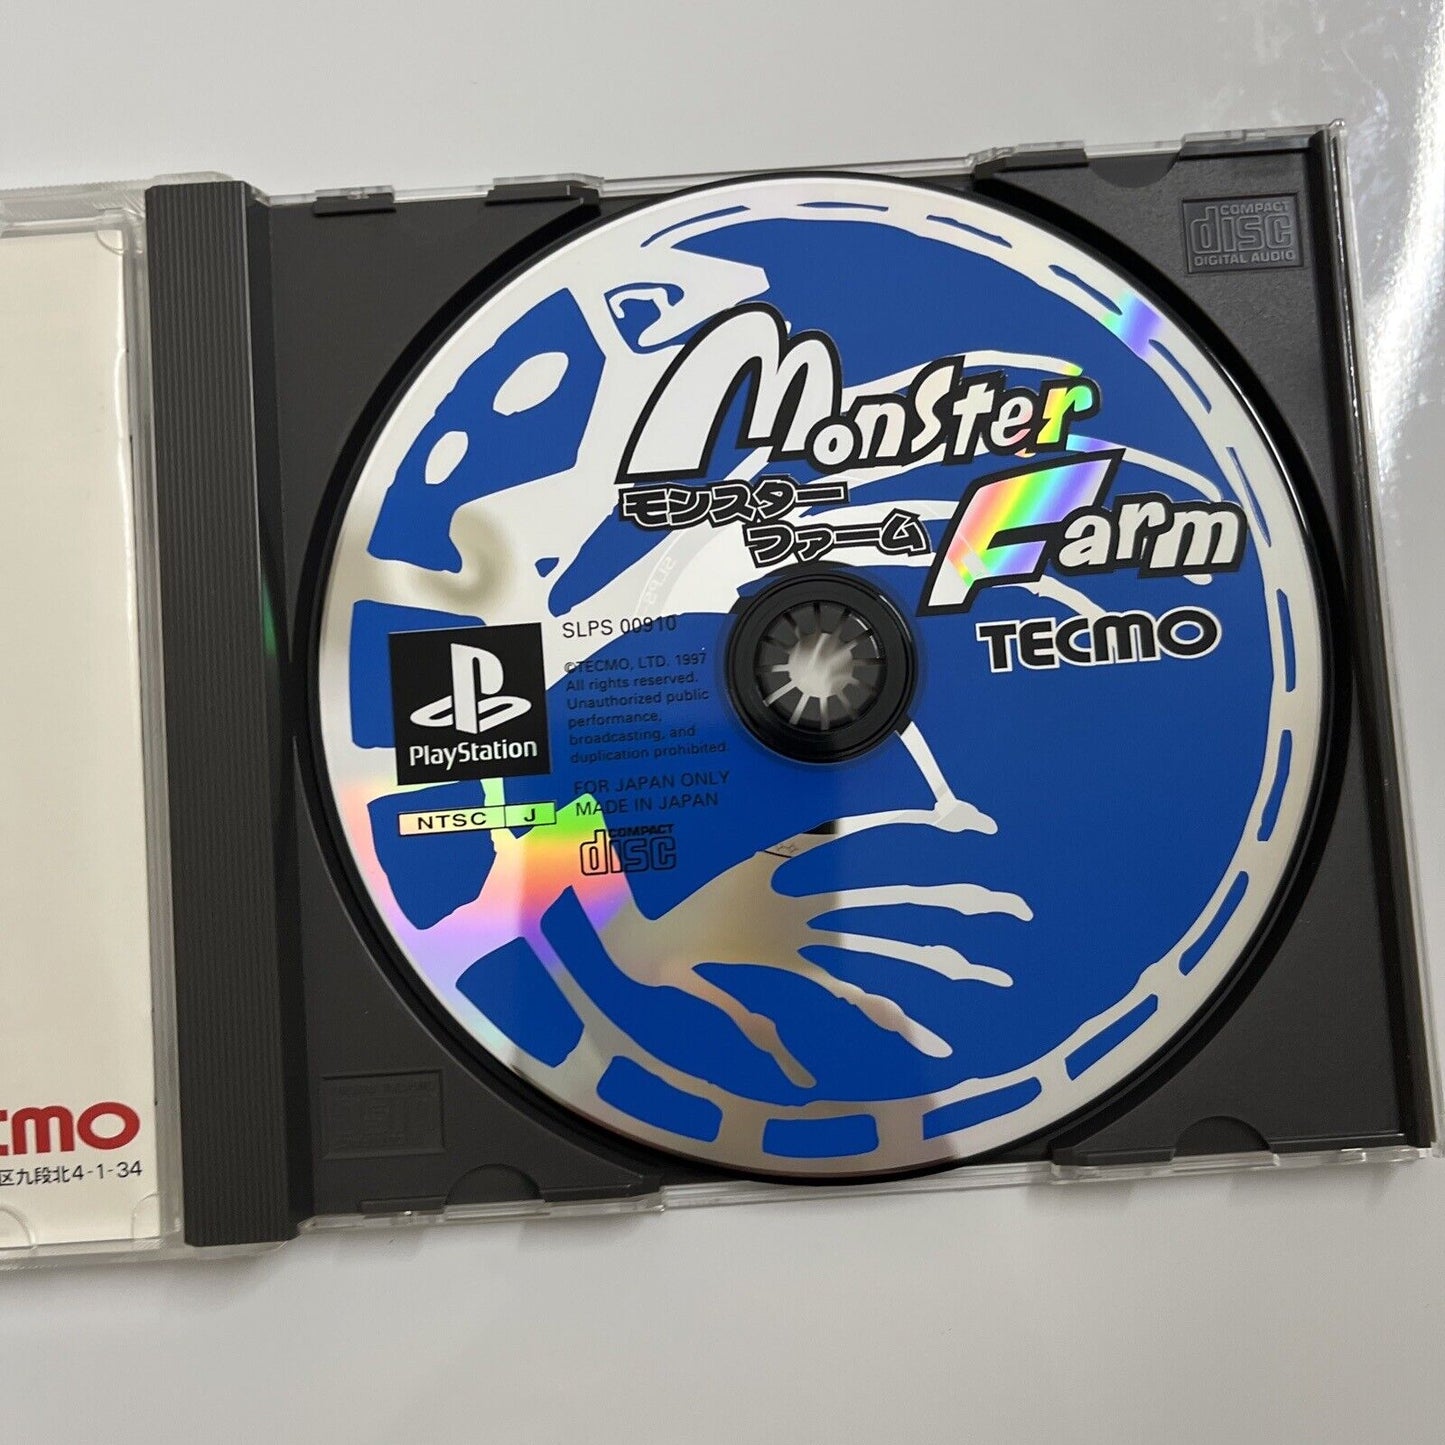 COMPACT
disc
DIGITAL AUDIO
Monster
Farm
モンスター
ファーム
TECMO
SLPS 00910
©TECMO, LTD. 1997
All rights reserved.
Unauthorized public
performance,
broadcasting, and
duplication prohibited.
FOR JAPAN ONLY
MADE IN JAPAN
PlayStation
NTSC J
COMPACT
disc
CMO
区九段北4-1-34